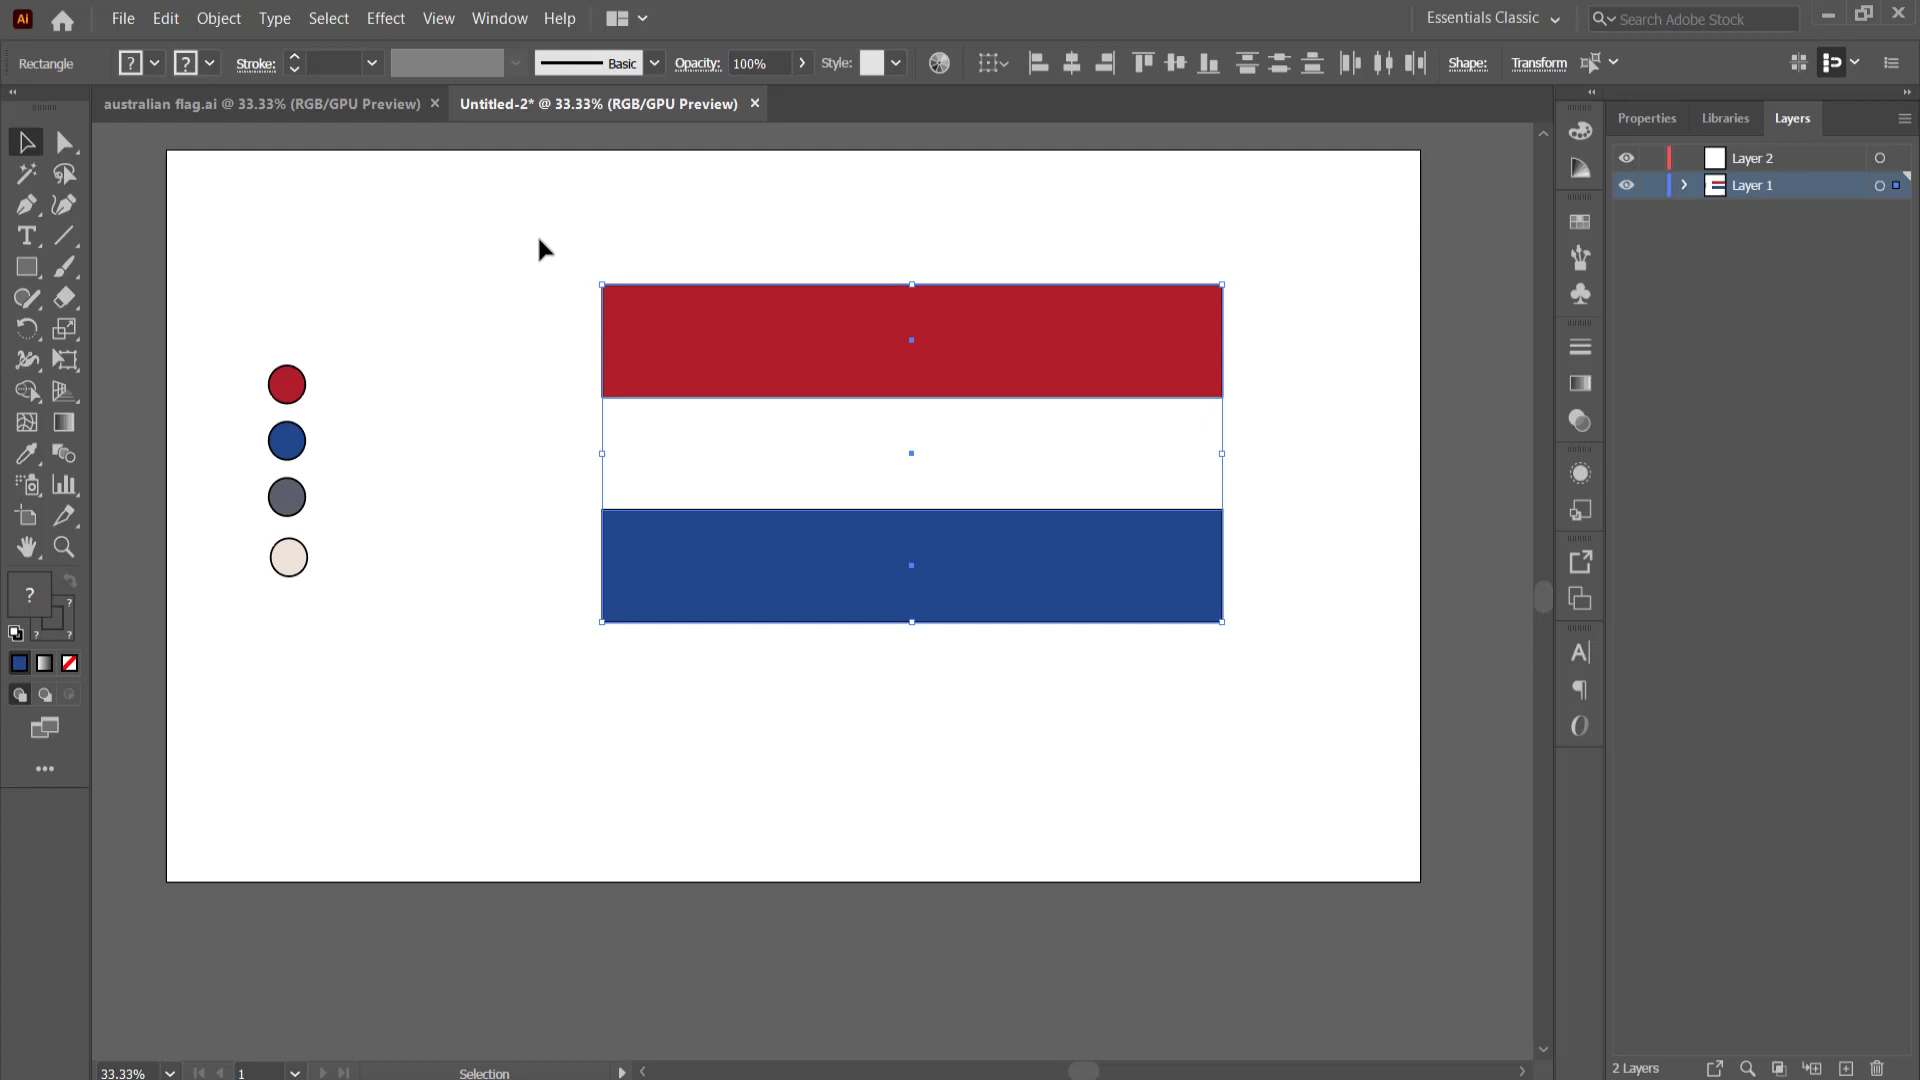 Ai File Edit Object Type Select Effect View Window Help Essentials Classic Search Adobe Stock
Rectangle ? ? Stroke: Basic Opacity: 100% Style: Shape: Transform
australian flag.ai @ 33.33% (RGB/GPU Preview) × Untitled-2* @ 33.33% (RGB/GPU Preview) ×
Properties Libraries Layers
Layer 2
Layer 1
?
?
? ?
33.33% 1 Selection 2 Layers